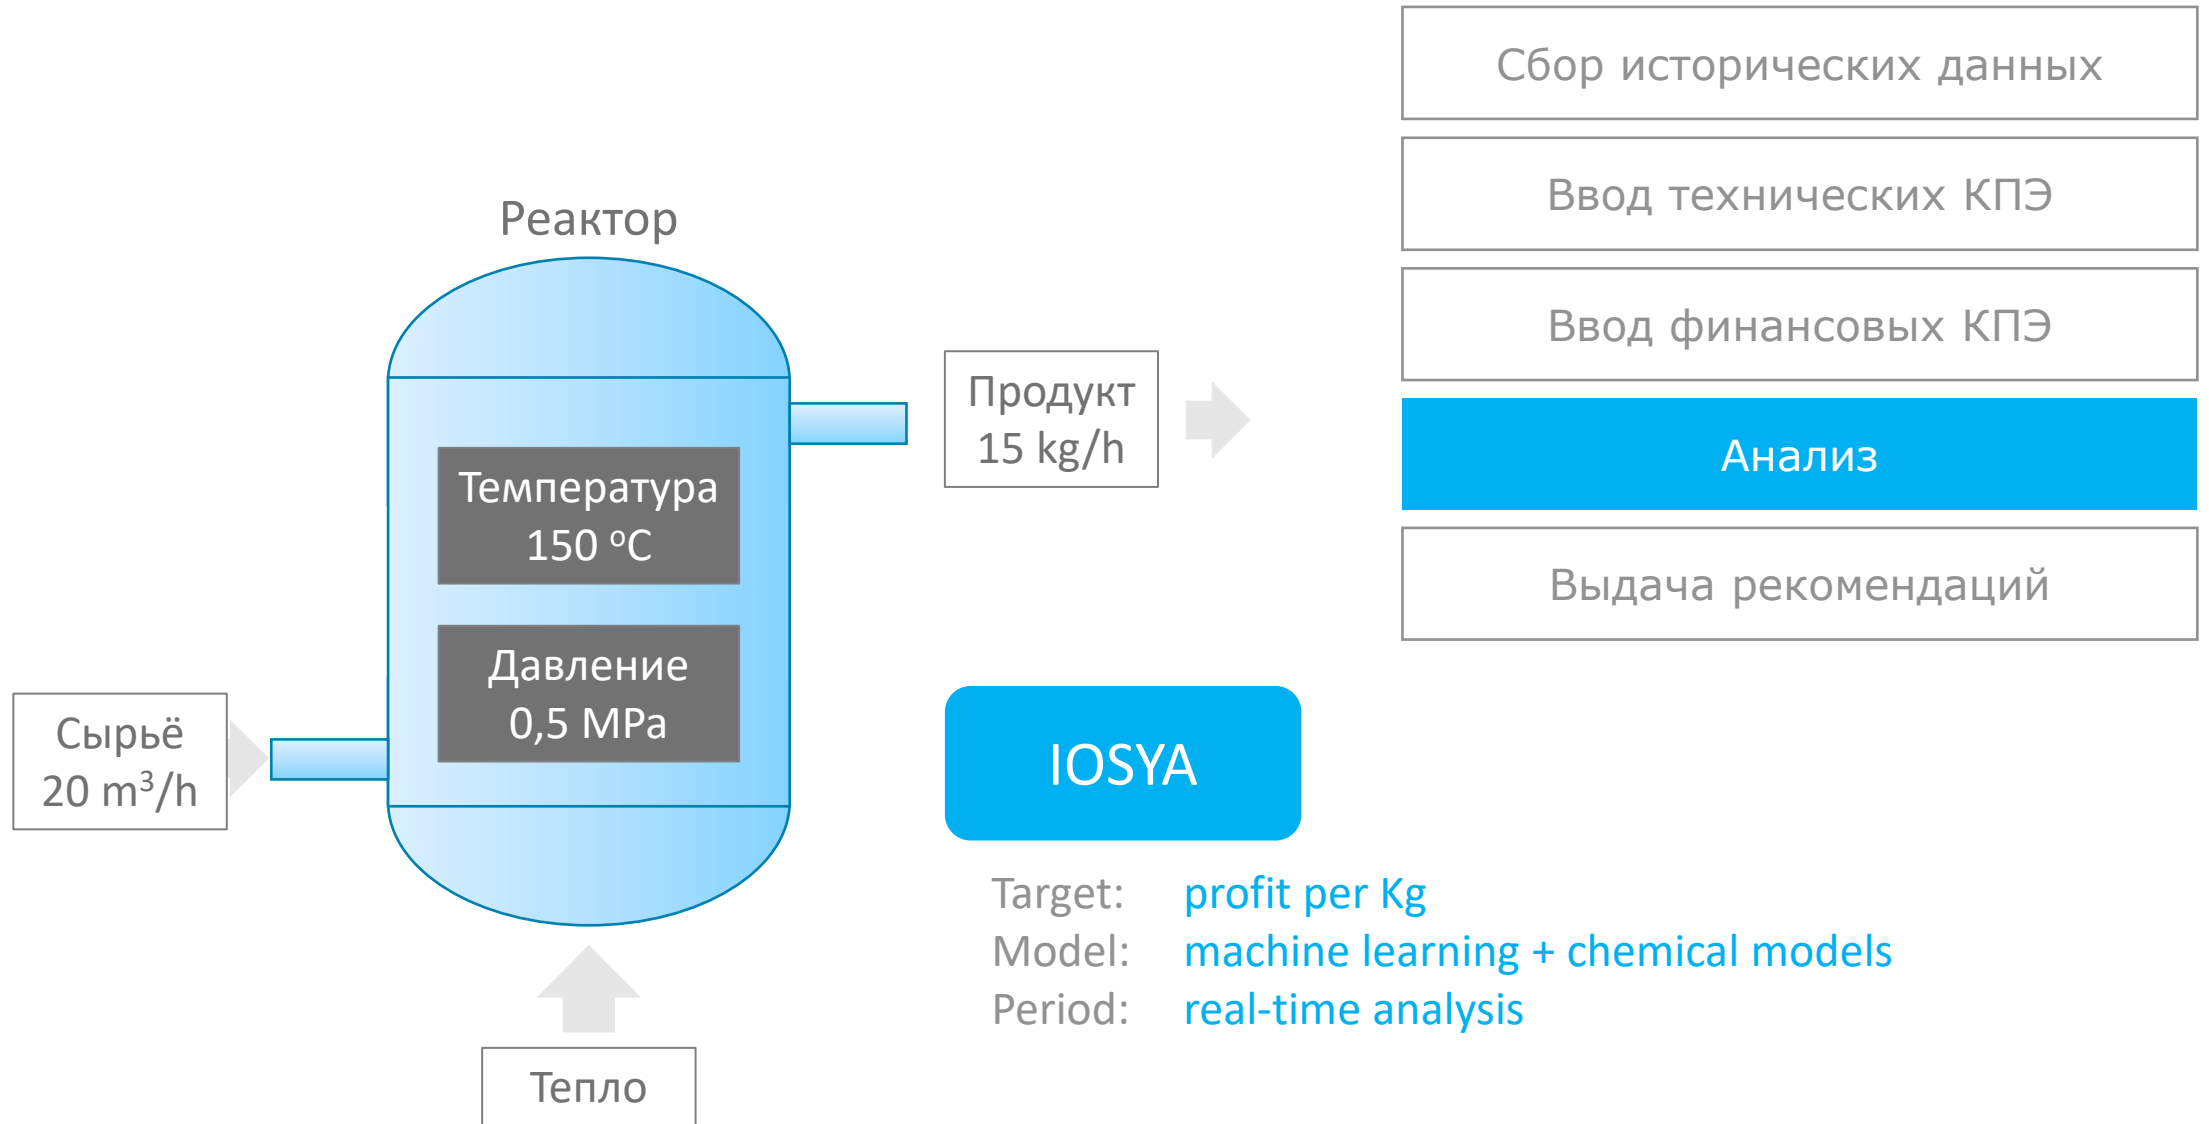 Сбор исторических данных
Ввод технических КПЭ
Ввод финансовых КПЭ
Анализ
Выдача рекомендаций
Реактор
Температура
150 ºC
Давление
0,5 MPa
Продукт
15 kg/h
Сырьё
20 m³/h
Тепло
IOSYA
Target: profit per Kg
Model: machine learning + chemical models
Period: real-time analysis